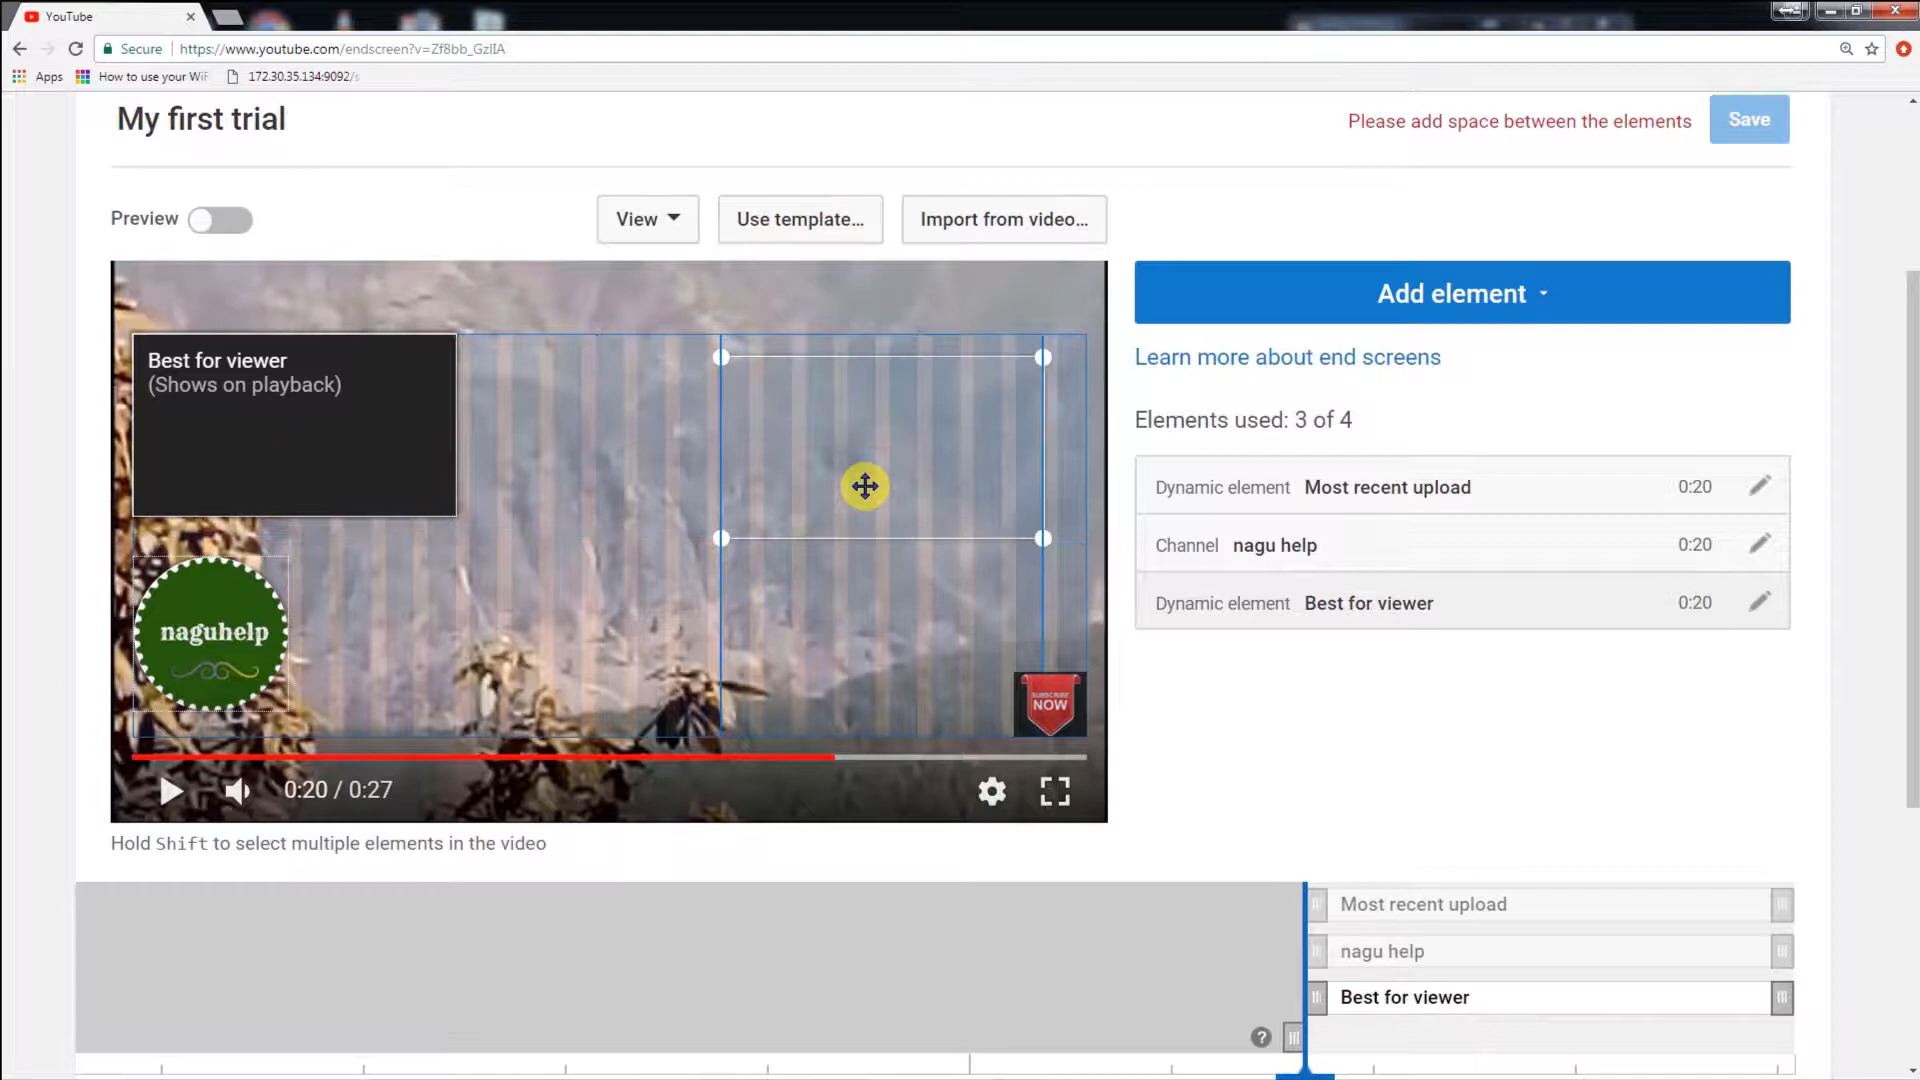 YouTube
Secure
https://www.youtube.com/endscreen?v=Zf8bb_GzlIA
Apps
How to use your WiF
172.30.35.134:9092/s
My first trial
Please add space between the elements
Save
Preview
View
Use template...
Import from video...
Add element
Best for viewer
(Shows on playback)
Learn more about end screens
Elements used: 3 of 4
Dynamic element Most recent upload 0:20
Channel nagu help 0:20
Dynamic element Best for viewer 0:20
naguhelp
SUBSCRIBE
NOW
0:20 / 0:27
Hold Shift to select multiple elements in the video
Most recent upload
nagu help
Best for viewer
?